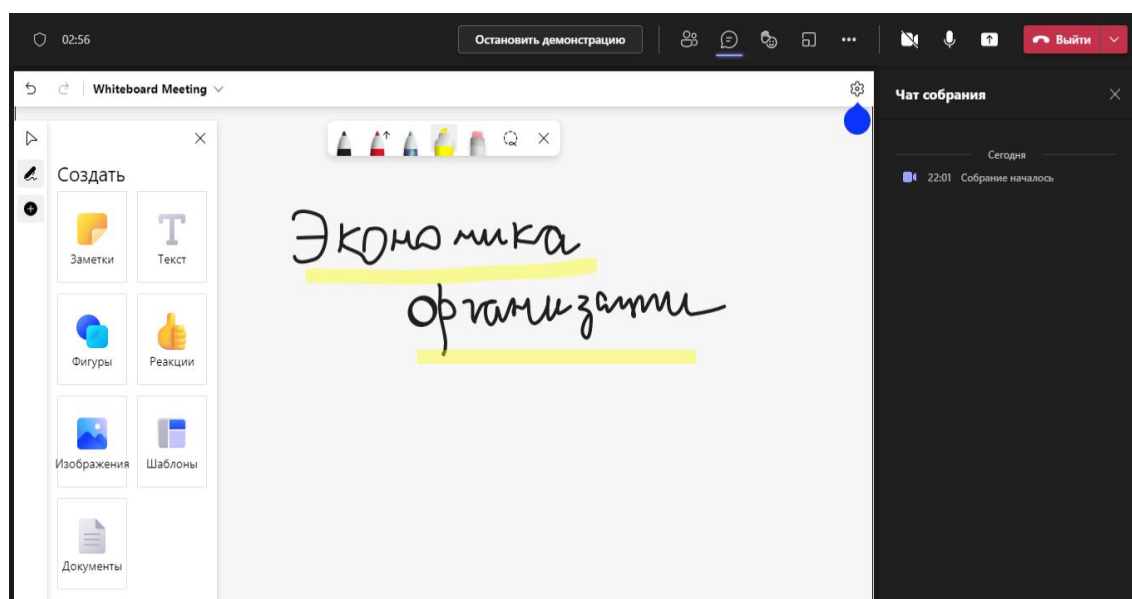 02:56
Остановить демонстрацию
Выйти
Whiteboard Meeting
Чат собрания
Создать
Сегодня
22:01 Собрание началось
Заметки
Текст
Экономика
организации
Фигуры
Реакции
Изображения
Шаблоны
Документы